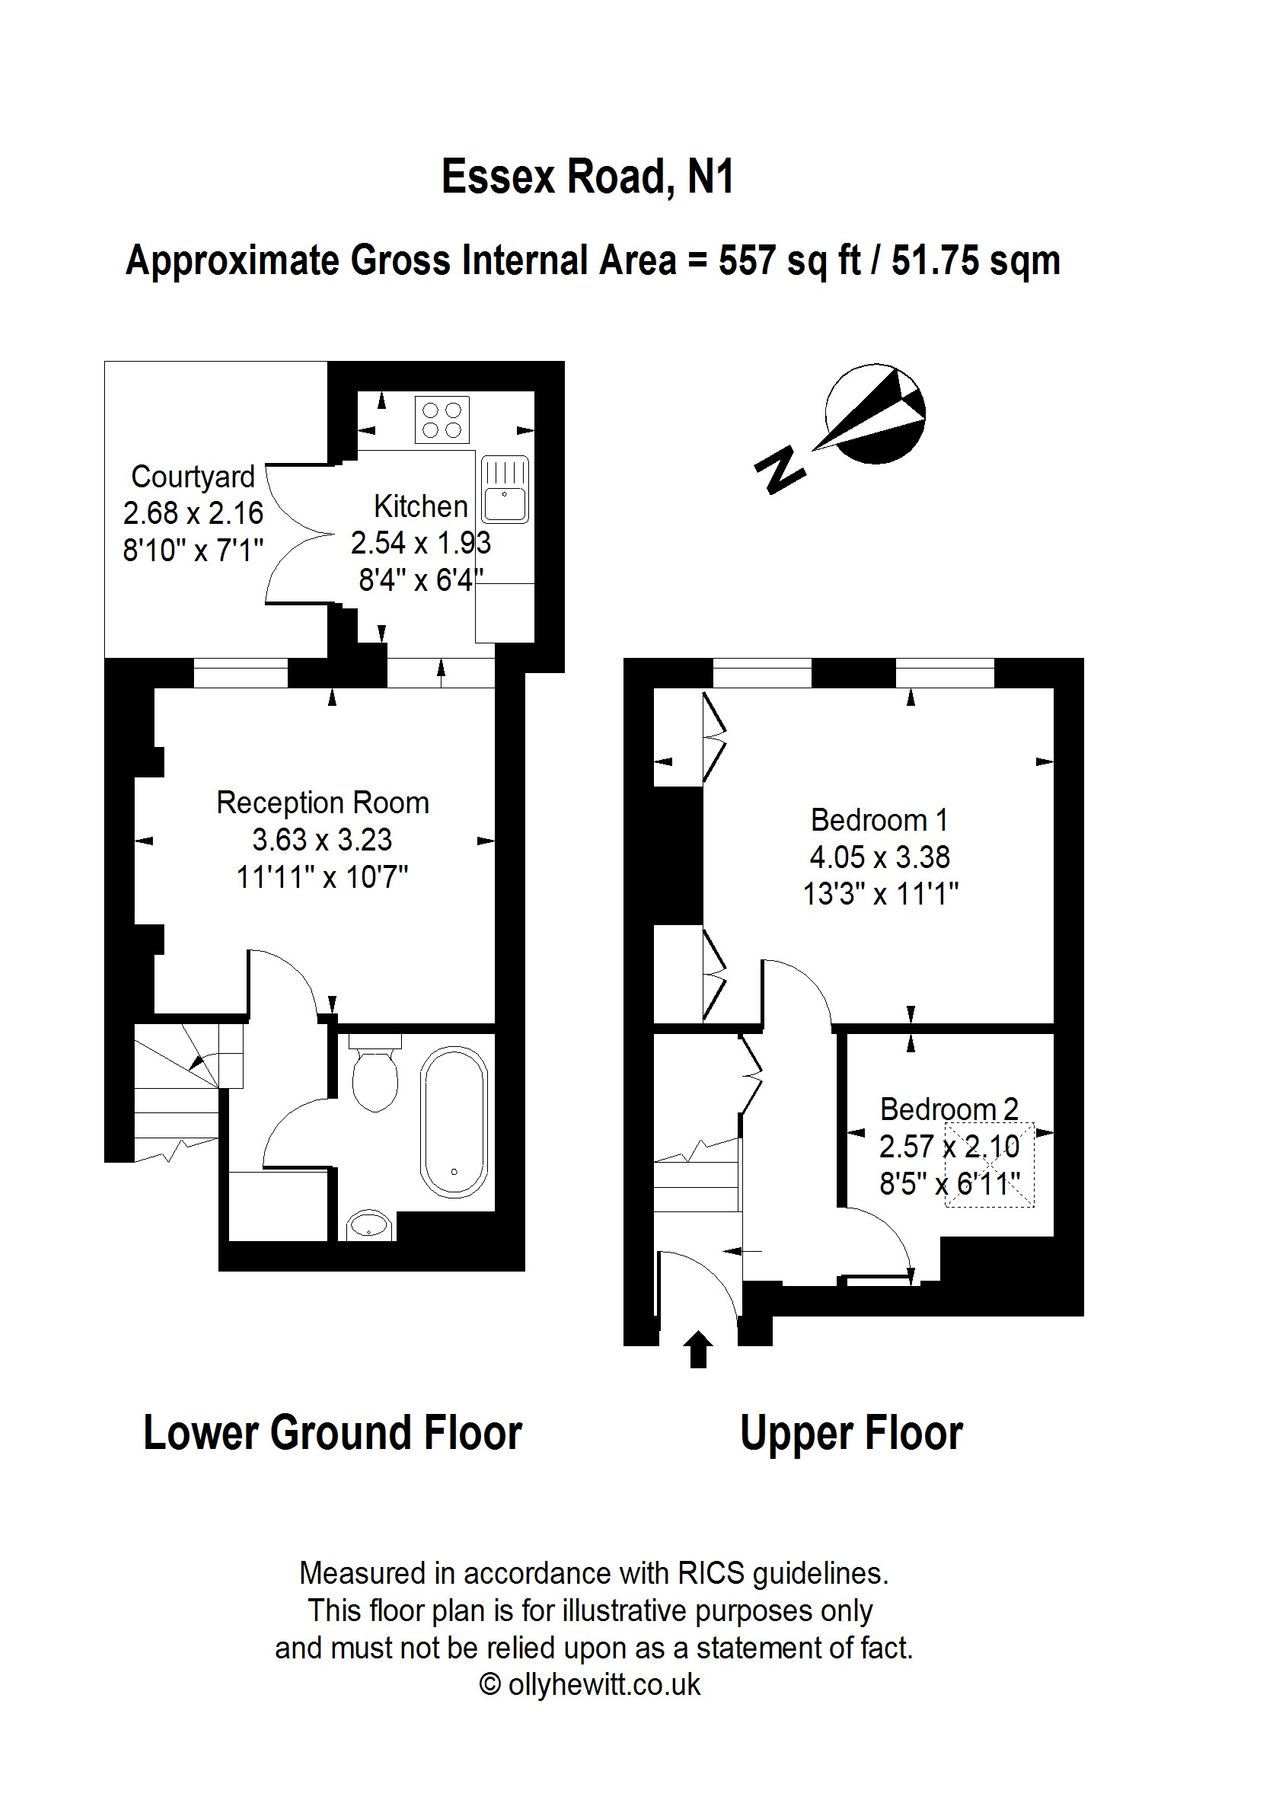 Essex Road, N1
Approximate Gross Internal Area = 557 sq ft / 51.75 sqm
N
Courtyard
2.68 x 2.16
8'10" x 7'1"
Kitchen
2.54 x 1.93
8'4" x 6'4"
Reception Room
3.63 x 3.23
11'11" x 10'7"
Bedroom 1
4.05 x 3.38
13'3" x 11'1"
Bedroom 2
2.57 x 2.10
8'5" x 6'11"
Lower Ground Floor
Upper Floor
Measured in accordance with RICS guidelines.
This floor plan is for illustrative purposes only
and must not be relied upon as a statement of fact.
© ollyhewitt.co.uk